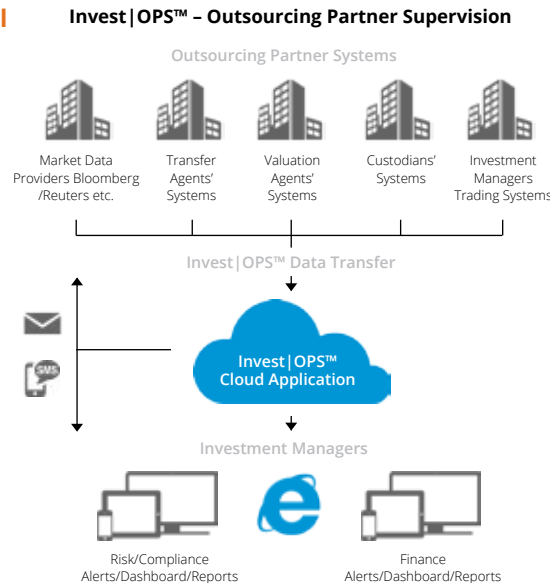 Invest|OPS™ – Outsourcing Partner Supervision
Outsourcing Partner Systems
Market Data
Providers Bloomberg
/Reuters etc.
Transfer
Agents'
Systems
Valuation
Agents'
Systems
Custodians'
Systems
Investment
Managers
Trading Systems
Invest|OPS™ Data Transfer
SMS
Invest|OPS™
Cloud Application
Investment Managers
Risk/Compliance
Alerts/Dashboard/Reports
Finance
Alerts/Dashboard/Reports